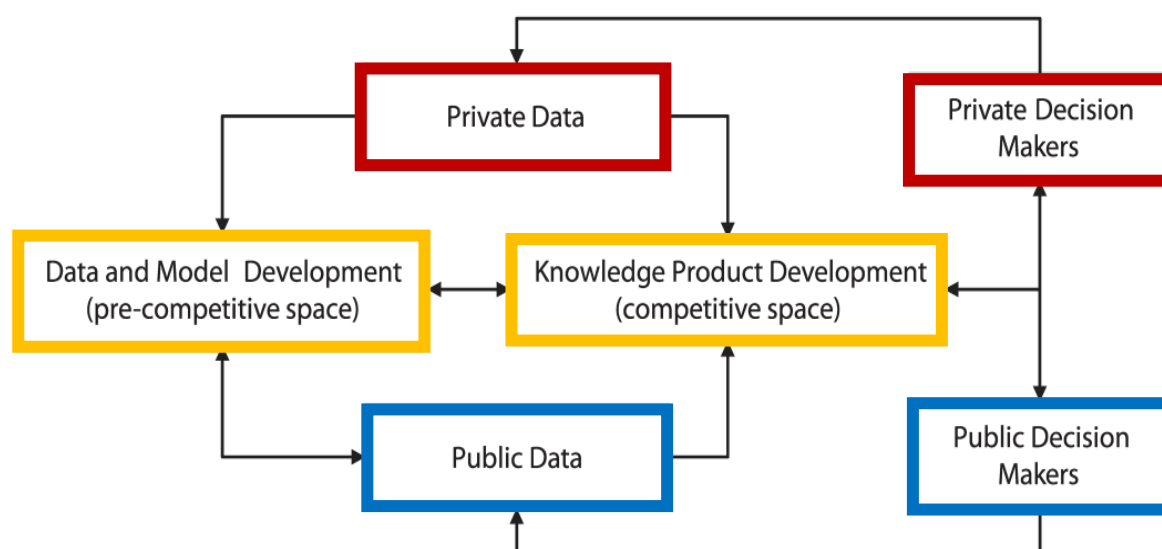 Private Data
Private Decision
Makers
Data and Model Development
(pre-competitive space)
Knowledge Product Development
(competitive space)
Public Data
Public Decision
Makers